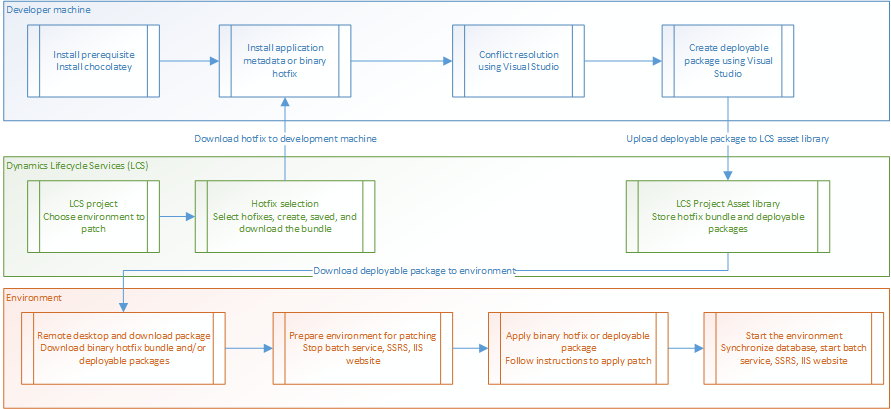 Developer machine
Install prerequisite
Install chocolatey
Install application
metadata or binary
hotfix
Conflict resolution
using Visual Studio
Create deployable
package using Visual
Studio
Download hotfix to development machine
Upload deployable package to LCS asset library
Dynamics Lifecycle Services (LCS)
LCS project
Choose environment to
patch
Hotfix selection
Select hofixes, create, saved, and
download the bundle
LCS Project Asset library
Store hotfix bundle and deployable
packages
Download deployable package to environment
Environment
Remote desktop and download package
Download binary hotfix bundle and/or
deployable packages
Prepare environment for patching
Stop batch service, SSRS, IIS
website
Apply binary hotfix or deployable
package
Follow instructions to apply patch
Start the environment
Synchronize database, start batch
service, SSRS, IIS website